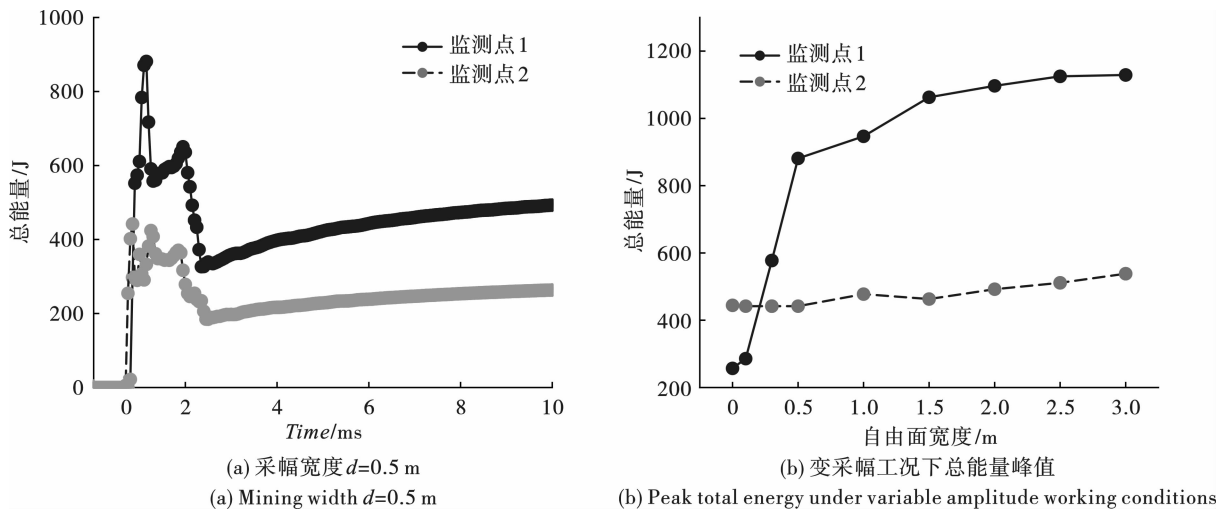 1000
800
600
400
200
0
总能量/J
监测点1
监测点2
0
2
4
6
8
10
Time/ms
(a) 采幅宽度d=0.5 m
(a) Mining width d=0.5 m
1200
1000
800
600
400
200
总能量/J
监测点1
监测点2
0
0.5
1.0
1.5
2.0
2.5
3.0
自由面宽度/m
(b) 变采幅工况下总能量峰值
(b) Peak total energy under variable amplitude working conditions